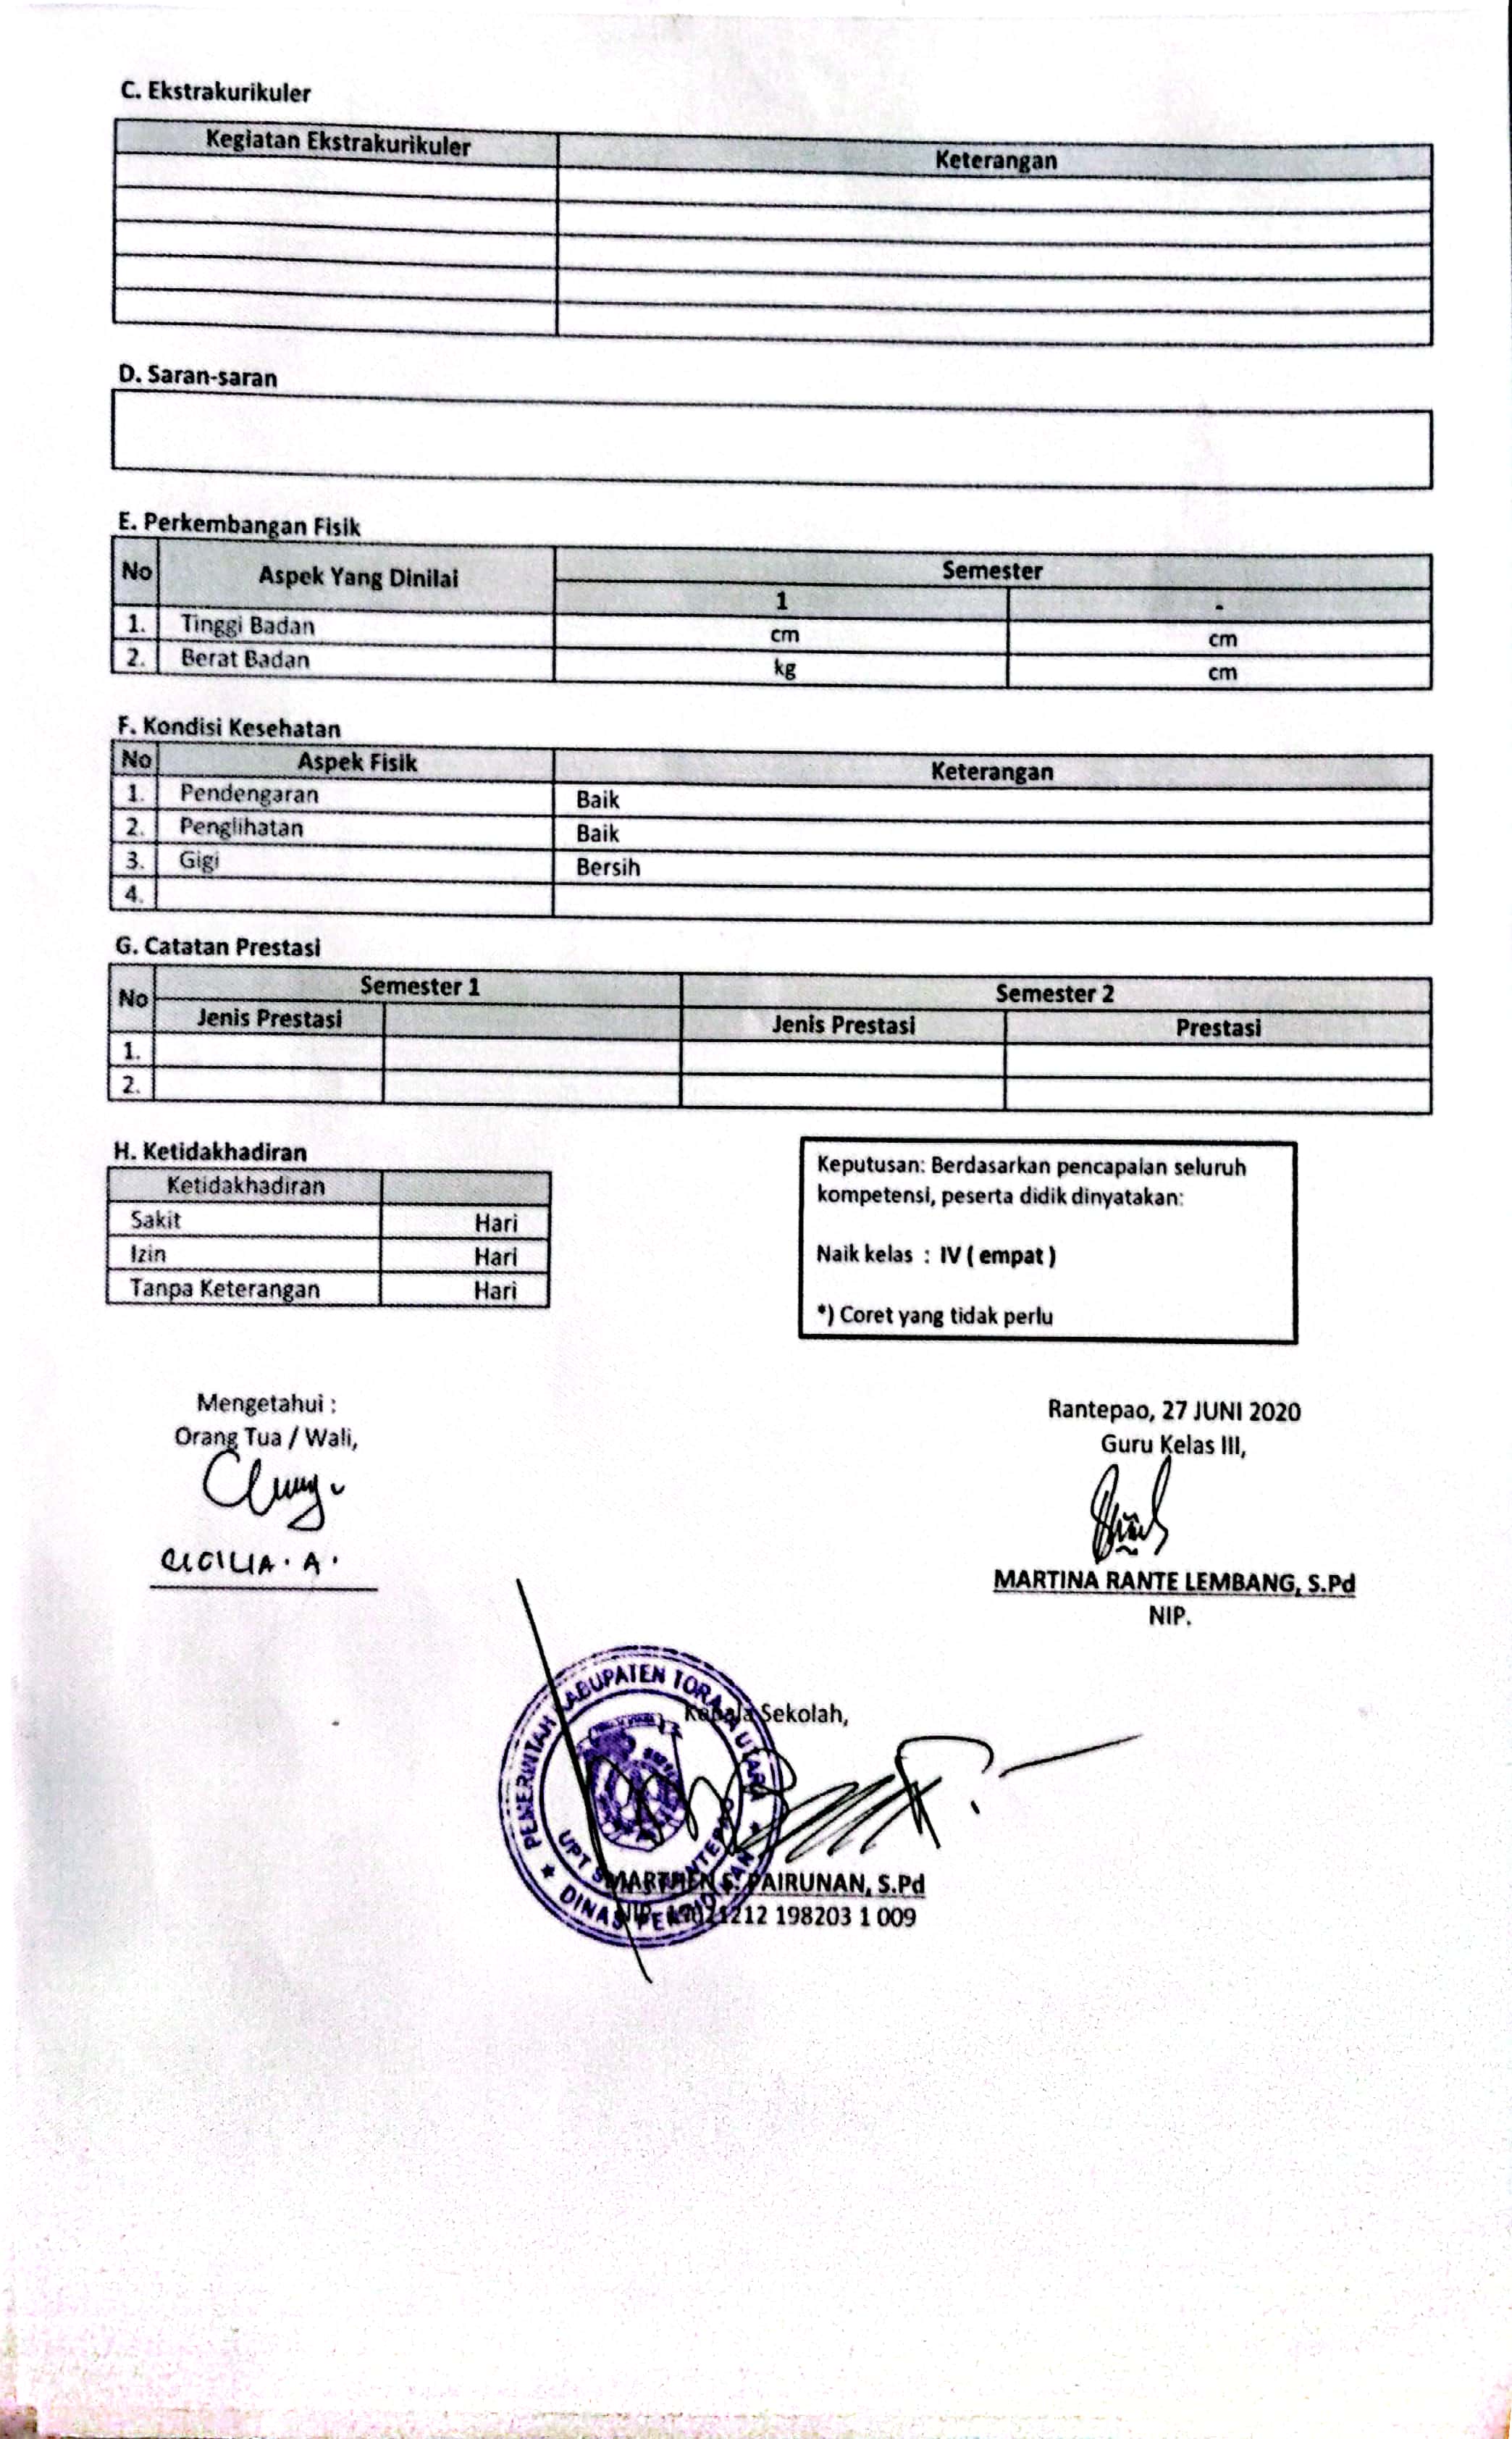 C. Ekstrakurikuler
Kegiatan Ekstrakurikuler Keterangan
D. Saran-saran
E. Perkembangan Fisik
No Aspek Yang Dinilai Semester
1 -
1. Tinggi Badan cm cm
2. Berat Badan kg cm
F. Kondisi Kesehatan
No Aspek Fisik Keterangan
1. Pendengaran Baik
2. Penglihatan Baik
3. Gigi Bersih
4.
G. Catatan Prestasi
No Semester 1 Semester 2
Jenis Prestasi Jenis Prestasi Prestasi
1.
2.
H. Ketidakhadiran
Ketidakhadiran
Sakit Hari
Izin Hari
Tanpa Keterangan Hari
Keputusan: Berdasarkan pencapaian seluruh
kompetensi, peserta didik dinyatakan:
Naik kelas : IV ( empat )
*) Coret yang tidak perlu
Mengetahui :
Orang Tua / Wali,
CICILIA. A.
Rantepao, 27 JUNI 2020
Guru Kelas III,
MARTINA RANTE LEMBANG, S.Pd
NIP.
Kepala Sekolah,
PEMERINTAH KABUPATEN TORAJA UTARA
DINAS PENDIDIKAN
UPT
MARTHEN S. PAIRUNAN, S.Pd
NIP. 198203 1 009